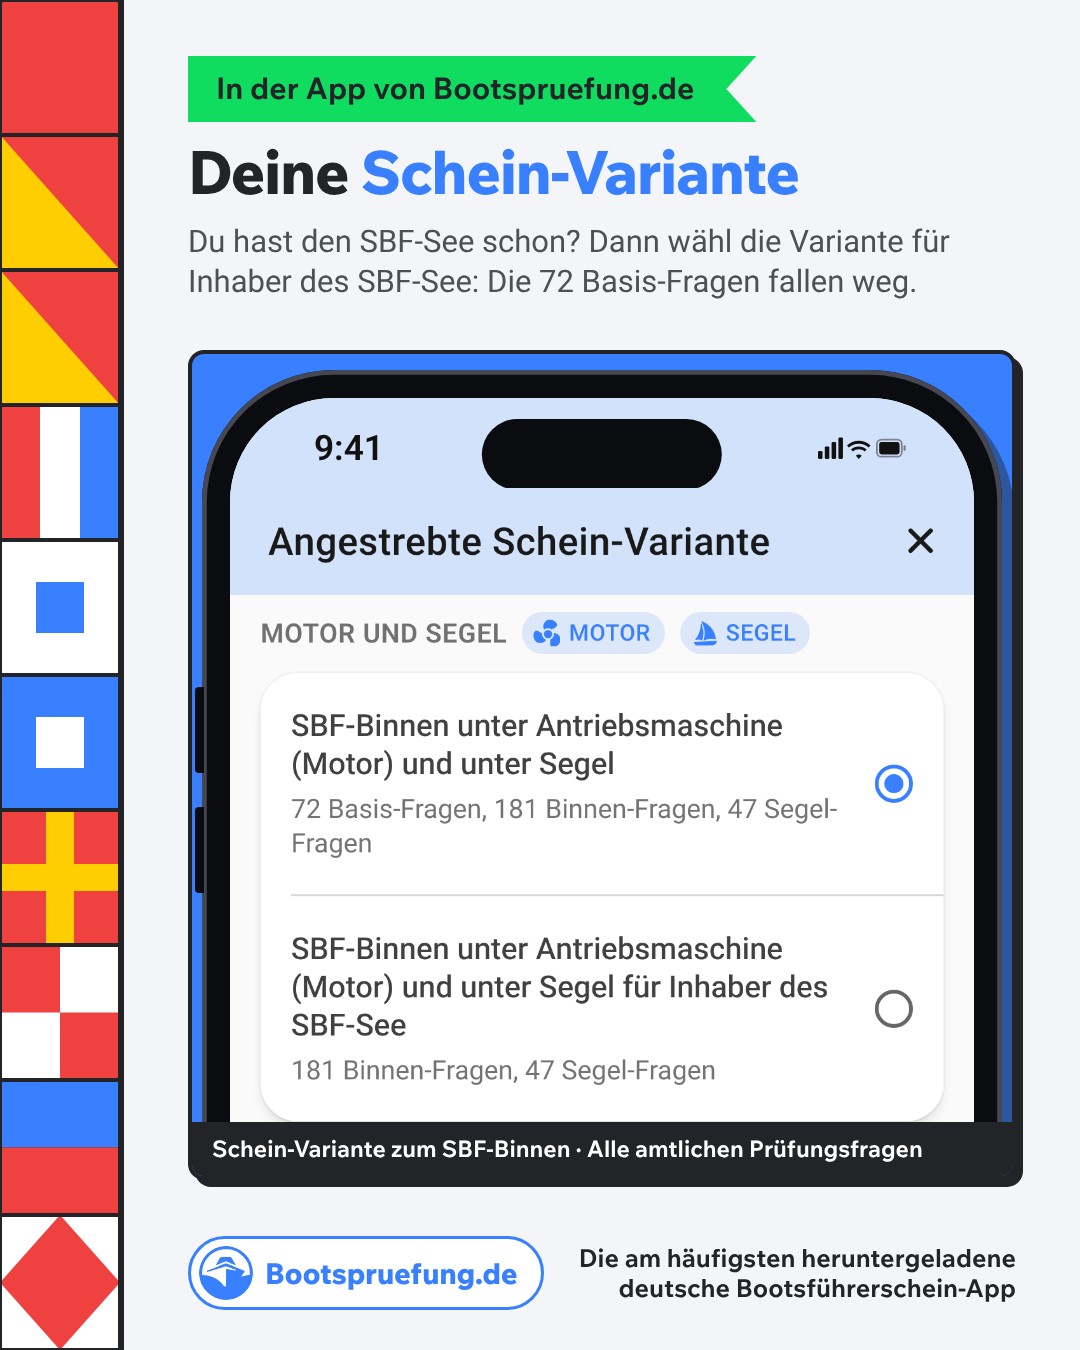 In der App von Bootspruefung.de
Deine Schein-Variante
Du hast den SBF-See schon? Dann wähl die Variante für
Inhaber des SBF-See: Die 72 Basis-Fragen fallen weg.
9:41
Angestrebte Schein-Variante
MOTOR UND SEGEL MOTOR SEGEL
SBF-Binnen unter Antriebsmaschine
(Motor) und unter Segel
72 Basis-Fragen, 181 Binnen-Fragen, 47 Segel-
Fragen
SBF-Binnen unter Antriebsmaschine
(Motor) und unter Segel für Inhaber des
SBF-See
181 Binnen-Fragen, 47 Segel-Fragen
Schein-Variante zum SBF-Binnen · Alle amtlichen Prüfungsfragen
Bootspruefung.de
Die am häufigsten heruntergeladene
deutsche Bootsführerschein-App